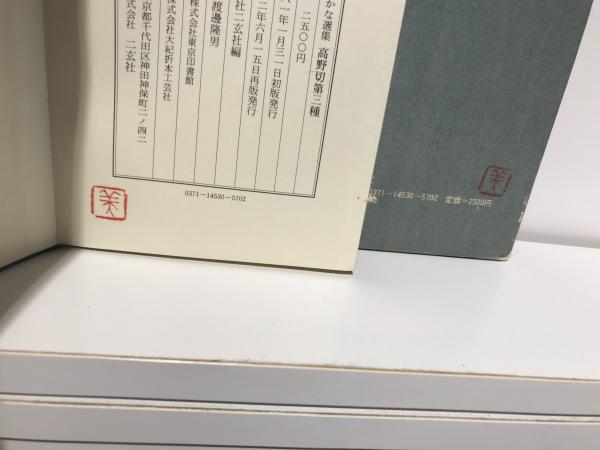 かな選集 高野切第三種
二五〇〇円
一年一月三一日初版発行
二年六月一五日再版発行
社二玄社編
渡邊隆男
株式会社東京印書館
株式会社大紀折本工芸社
京都千代田区神田神保町二ノ四二
式会社 二玄社
0371-14530-5702
0371-14530-5702 定価=2500円